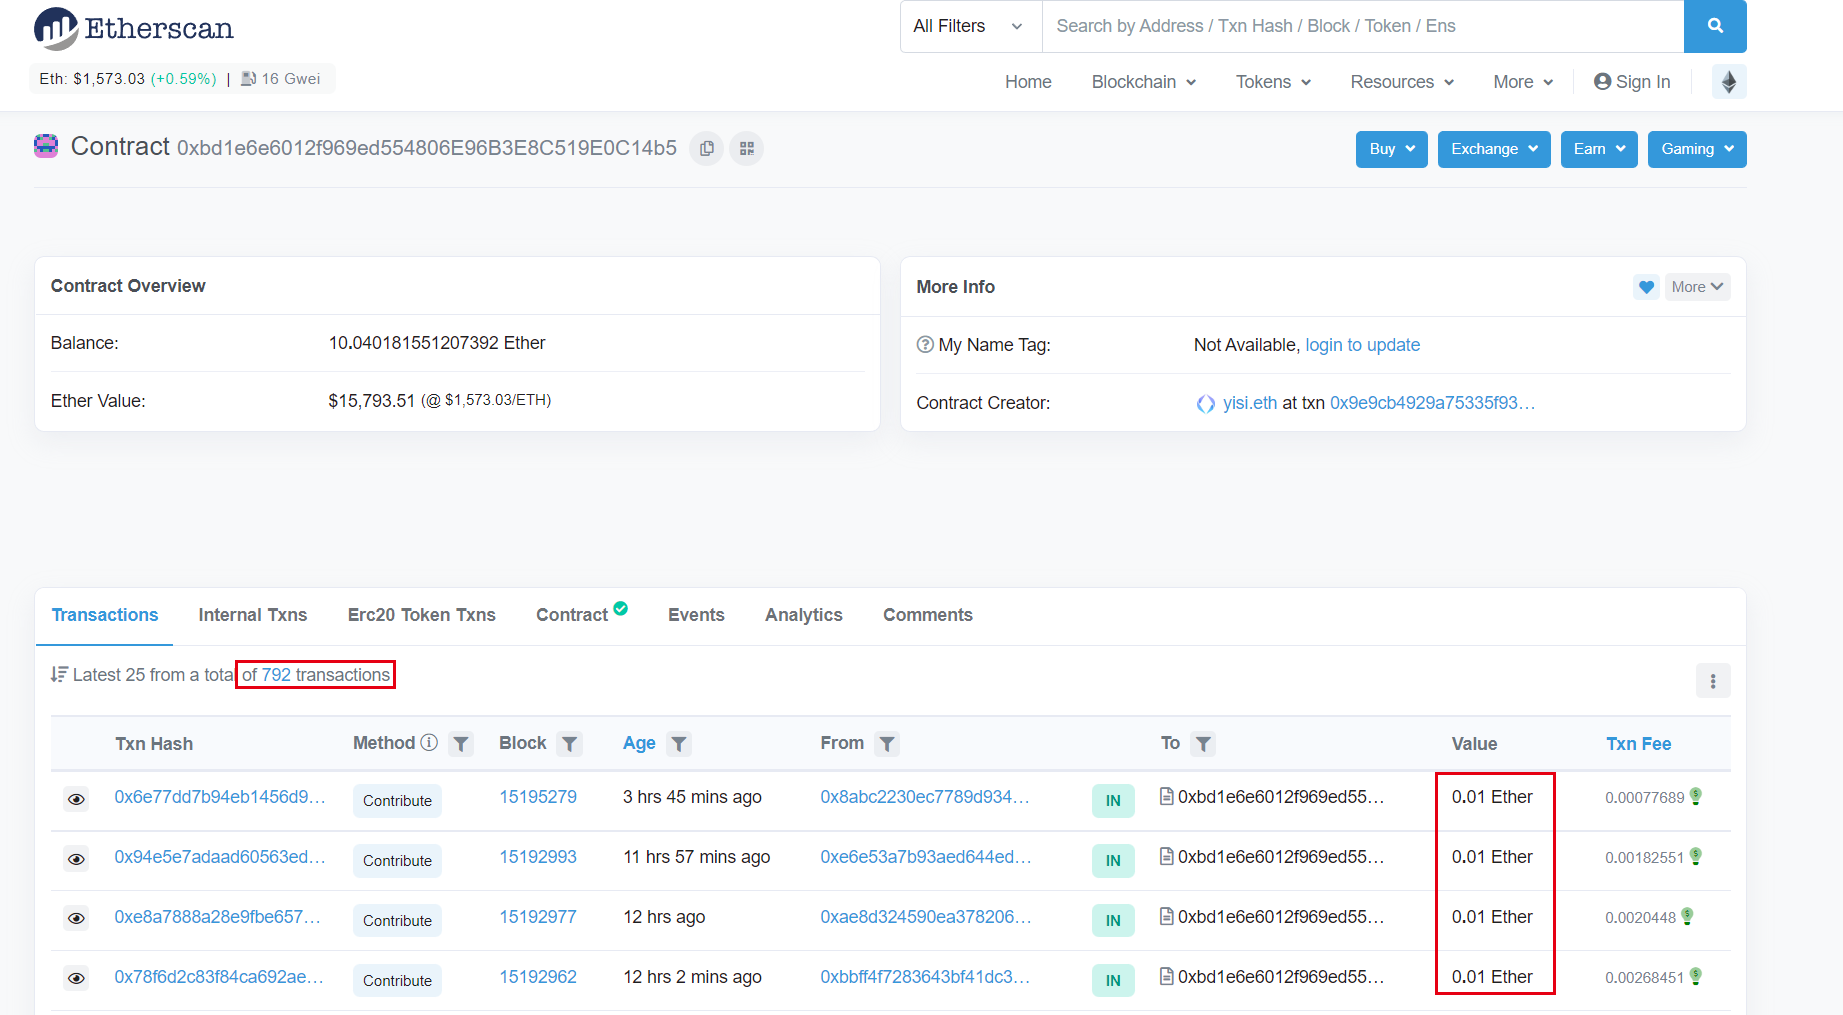 Etherscan
All Filters
Search by Address / Txn Hash / Block / Token / Ens
Eth: $1,573.03 (+0.59%) | 16 Gwei
Home Blockchain Tokens Resources More Sign In
Contract 0xbd1e6e6012f969ed554806E96B3E8C519E0C14b5
Buy Exchange Earn Gaming
Contract Overview
Balance: 10.040181551207392 Ether
Ether Value: $15,793.51 (@ $1,573.03/ETH)
More Info More
My Name Tag: Not Available, login to update
Contract Creator: yisi.eth at txn 0x9e9cb4929a75335f93...
Transactions Internal Txns Erc20 Token Txns Contract Events Analytics Comments
Latest 25 from a total of 792 transactions
Txn Hash Method Block Age From To Value Txn Fee
0x6e77dd7b94eb1456d9... Contribute 15195279 3 hrs 45 mins ago 0x8abc2230ec7789d934... IN 0xbd1e6e6012f969ed55... 0.01 Ether 0.00077689
0x94e5e7adaad60563ed... Contribute 15192993 11 hrs 57 mins ago 0xe6e53a7b93aed644ed... IN 0xbd1e6e6012f969ed55... 0.01 Ether 0.00182551
0xe8a7888a28e9fbe657... Contribute 15192977 12 hrs ago 0xae8d324590ea378206... IN 0xbd1e6e6012f969ed55... 0.01 Ether 0.0020448
0x78f6d2c83f84ca692ae... Contribute 15192962 12 hrs 2 mins ago 0xbbff4f7283643bf41dc3... IN 0xbd1e6e6012f969ed55... 0.01 Ether 0.00268451